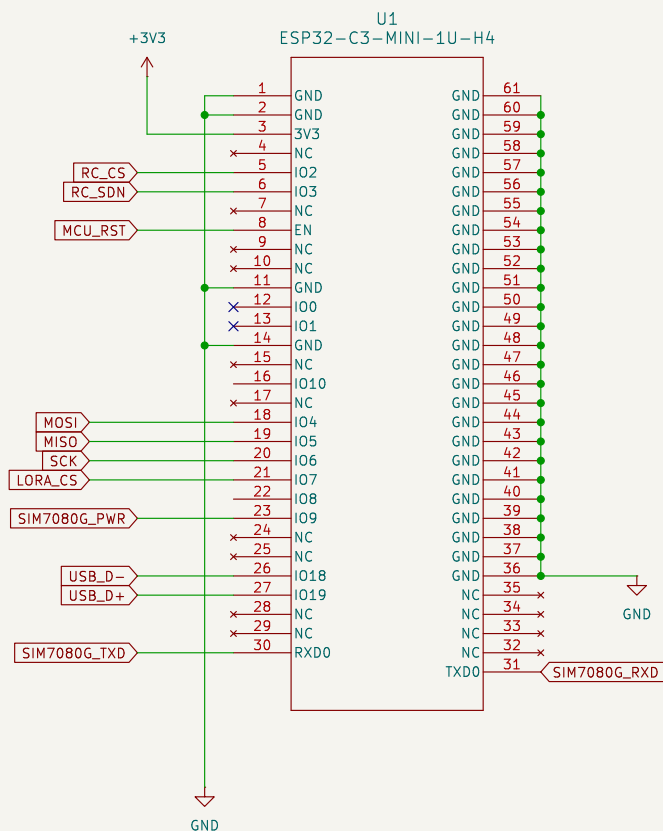 U1
ESP32-C3-MINI-1U-H4
+3V3
1 GND GND 61
2 GND GND 60
3 3V3 GND 59
4 NC GND 58
RC_CS 5 IO2 GND 57
RC_SDN 6 IO3 GND 56
7 NC GND 55
MCU_RST 8 EN GND 54
9 NC GND 53
10 NC GND 52
11 GND GND 51
12 IO0 GND 50
13 IO1 GND 49
14 GND GND 48
15 NC GND 47
16 IO10 GND 46
17 NC GND 45
MOSI 18 IO4 GND 44
MISO 19 IO5 GND 43
SCK 20 IO6 GND 42
LORA_CS 21 IO7 GND 41
22 IO8 GND 40
SIM7080G_PWR 23 IO9 GND 39
24 NC GND 38
25 NC GND 37
USB_D- 26 IO18 GND 36
USB_D+ 27 IO19 NC 35
28 NC NC 34
29 NC NC 33
SIM7080G_TXD 30 RXD0 NC 32
TXD0 31 SIM7080G_RXD
GND
GND